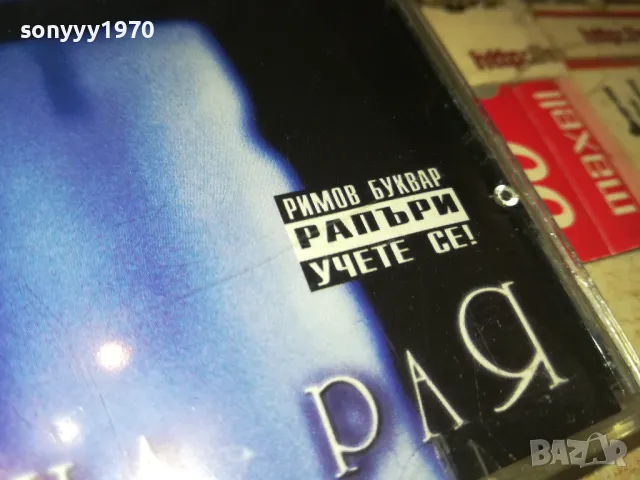 sonyyy1970
РИМОВ БУКВАР
РАПЪРИ
УЧЕТЕ СЕ!
РАЯ
maxell
BAZAR